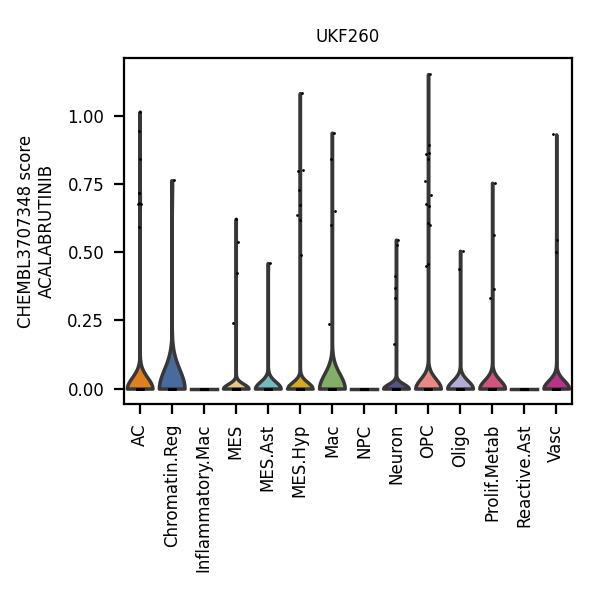 UKF260
CHEMBL3707348 score
ACALABRUTINIB
1.00
0.75
0.50
0.25
0.00
AC
Chromatin.Reg
Inflammatory.Mac
MES
MES.Ast
MES.Hyp
Mac
NPC
Neuron
OPC
Oligo
Prolif.Metab
Reactive.Ast
Vasc